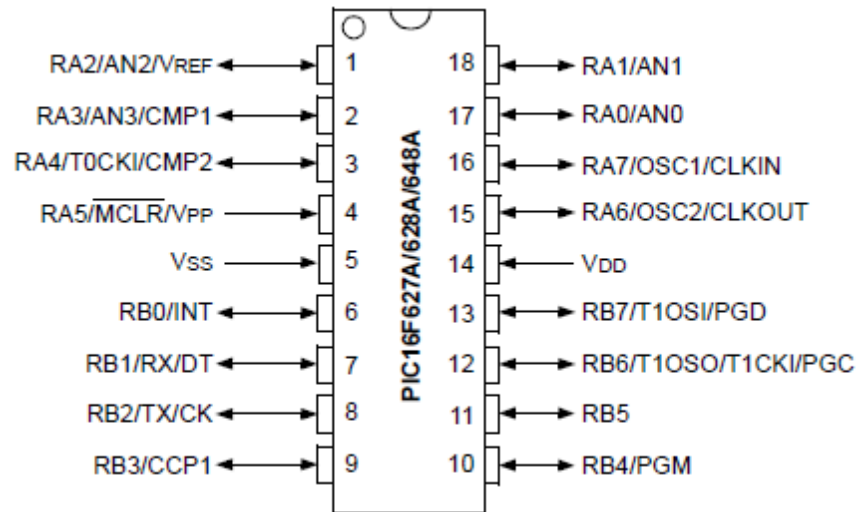 RA2/AN2/VREF 1 18 RA1/AN1
RA3/AN3/CMP1 2 17 RA0/AN0
RA4/T0CKI/CMP2 3 16 RA7/OSC1/CLKIN
RA5/MCLR/VPP 4 15 RA6/OSC2/CLKOUT
VSS 5 14 VDD
RB0/INT 6 13 RB7/T1OSI/PGD
RB1/RX/DT 7 12 RB6/T1OSO/T1CKI/PGC
RB2/TX/CK 8 11 RB5
RB3/CCP1 9 10 RB4/PGM
PIC16F627A/628A/648A